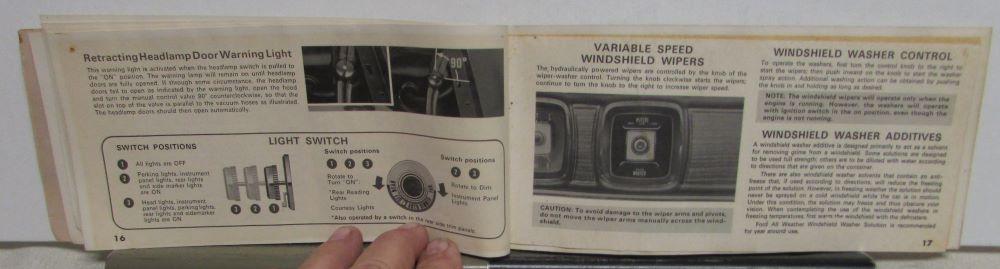 Retracting Headlamp Door Warning Light
This warning light is activated when the headlamp switch is pulled to
the "ON" position. The warning lamp will remain on until headlamp
doors are fully opened. If through some circumstance, the headlamp
doors fail to open as indicated by the warning light, open the hood
and turn the manual control valve 90° counterclockwise, so that the
slot on top of the valve is parallel to the vacuum hoses as illustrated.
The headlamp doors should then open automatically.
90°
LIGHT SWITCH
SWITCH POSITIONS
1 All lights are OFF
2 Parking lights, instrument
panel lights, rear lights
and side marker lights
are ON
3 Head lights, instrument
panel lights, parking lights,
rear lights and sidemarker
lights are ON
3 2 1
Switch positions
1 2 3
Rotate to
Turn "ON":
*Rear Reading
Lights
Courtesy Lights
Switch positions
2 3
Rotate to Dim:
Instrument Panel
Lights
*Also operated by a switch in the rear side trim panels.
16
VARIABLE SPEED
WINDSHIELD WIPERS
The hydraulically powered wipers are controlled by the knob of the
wiper-washer control. Turning the knob clockwise starts the wipers;
continue to turn the knob to the right to increase wiper speed.
WIPER
PUSH
WASHER
CAUTION: To avoid damage to the wiper arms and pivots,
do not move the wiper arms manually across the wind-
shield.
WINDSHIELD WASHER CONTROL
To operate the washers, first turn the control knob to the right to
start the wipers; then push inward on the knob to start the washer
spray action. Additional washing action can be obtained by pushing
the knob in and holding as long as desired.
NOTE: The windshield wipers will operate only when the
engine is running. However, the washers will operate
with ignition switch in the on position, even though the
engine is not running.
WINDSHIELD WASHER ADDITIVES
A windshield washer additive is designed primarily to act as a solvent
for removing grime from a windshield. Some solutions are designed
to be used full strength; others are to be diluted with water according
to directions that are given on the container.
There are also windshield washer solvents that contain an anti-
freeze that, if used according to directions, will reduce the freezing
point of the solution. However, in freezing weather the solution should
never be sprayed on a cold windshield while the car is in motion.
Under this condition, the solution may freeze and thus obscure your
vision. When contemplating the use of the windshield washers in
freezing temperatures, first warm the windshield with the defrosters.
Ford All Weather Windshield Washer Solution is recommended
for year around use.
17